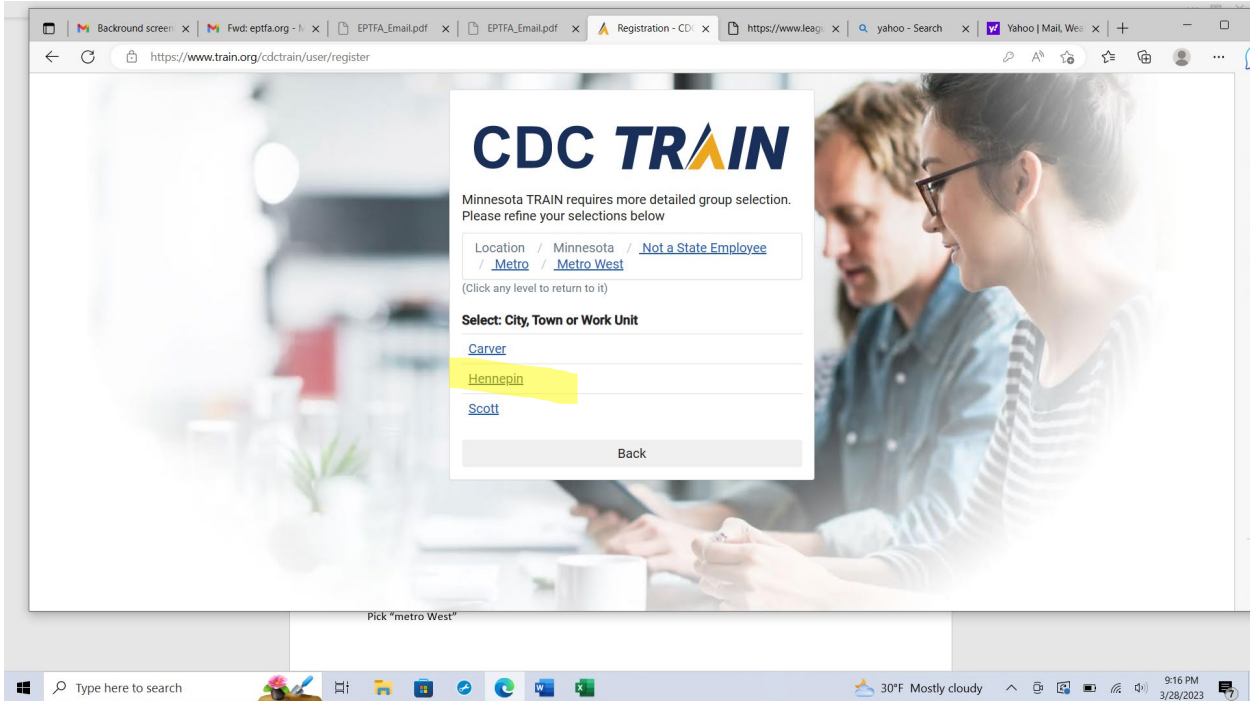 Backround screen
Fwd: eptfa.org - M
EPTFA_Email.pdf
EPTFA_Email.pdf
Registration - CDC
https://www.leag
yahoo - Search
Yahoo | Mail, Wea
https://www.train.org/cdctrain/user/register
CDC TRAIN
Minnesota TRAIN requires more detailed group selection.
Please refine your selections below
Location / Minnesota / Not a State Employee
/ Metro / Metro West
(Click any level to return to it)
Select: City, Town or Work Unit
Carver
Hennepin
Scott
Back
Pick “metro West”
Type here to search
30°F Mostly cloudy
9:16 PM
3/28/2023
7